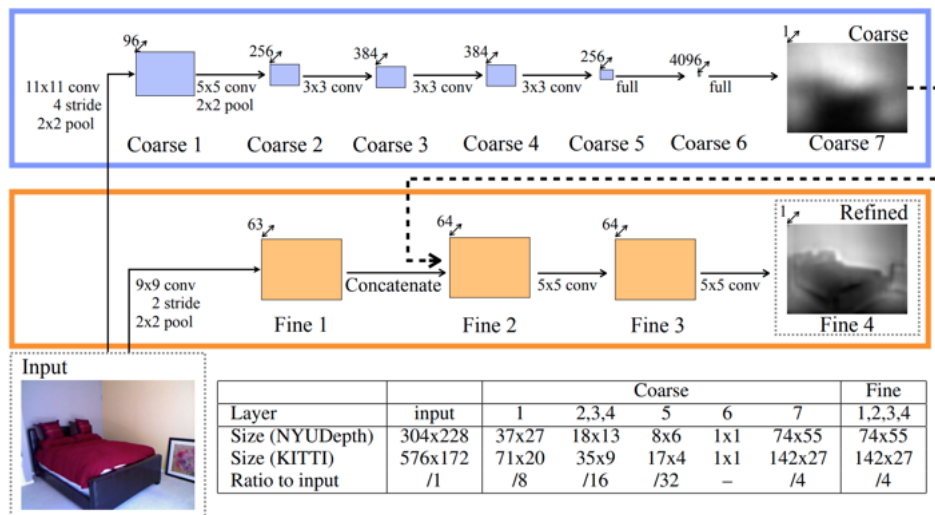 96
256
384
384
256
4096
1
Coarse
11x11 conv
4 stride
2x2 pool
5x5 conv
2x2 pool
3x3 conv
3x3 conv
3x3 conv
full
full
Coarse 1
Coarse 2
Coarse 3
Coarse 4
Coarse 5
Coarse 6
Coarse 7
63
64
64
1
Refined
9x9 conv
2 stride
2x2 pool
Concatenate
5x5 conv
5x5 conv
Fine 1
Fine 2
Fine 3
Fine 4
Input
Coarse Fine
Layer input 1 2,3,4 5 6 7 1,2,3,4
Size (NYUDepth) 304x228 37x27 18x13 8x6 1x1 74x55 74x55
Size (KITTI) 576x172 71x20 35x9 17x4 1x1 142x27 142x27
Ratio to input /1 /8 /16 /32 – /4 /4